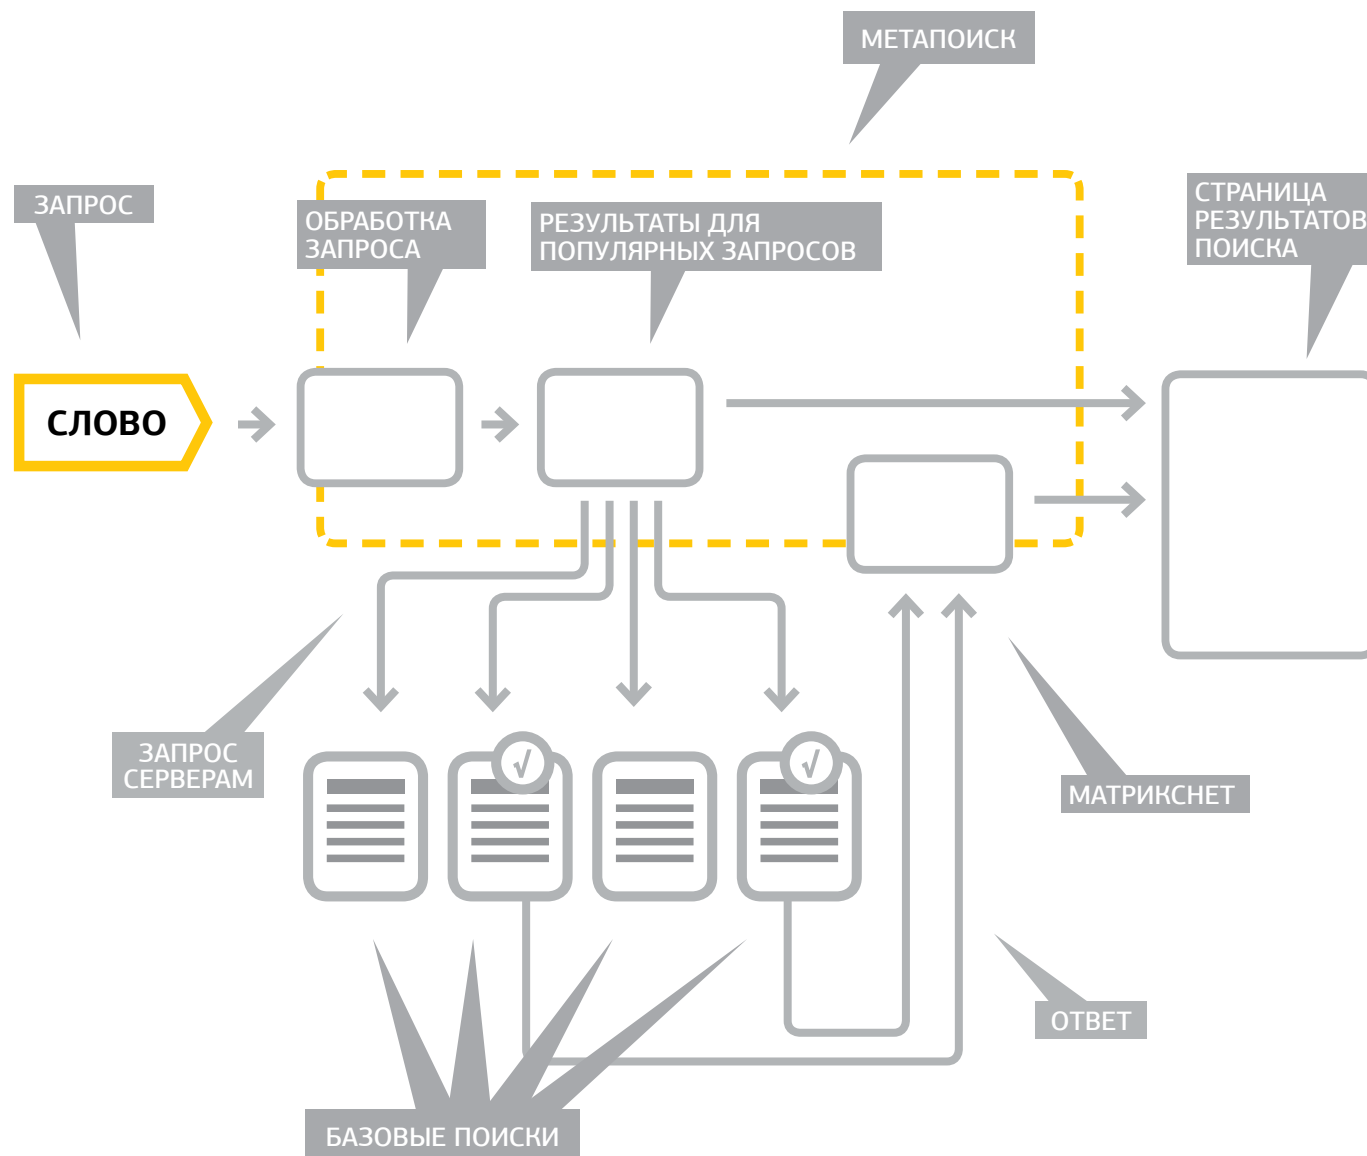 МЕТАПОИСК
ЗАПРОС
ОБРАБОТКА
ЗАПРОСА
РЕЗУЛЬТАТЫ ДЛЯ
ПОПУЛЯРНЫХ ЗАПРОСОВ
СТРАНИЦА
РЕЗУЛЬТАТОВ
ПОИСКА
СЛОВО
ЗАПРОС
СЕРВЕРАМ
МАТРИКСНЕТ
ОТВЕТ
БАЗОВЫЕ ПОИСКИ